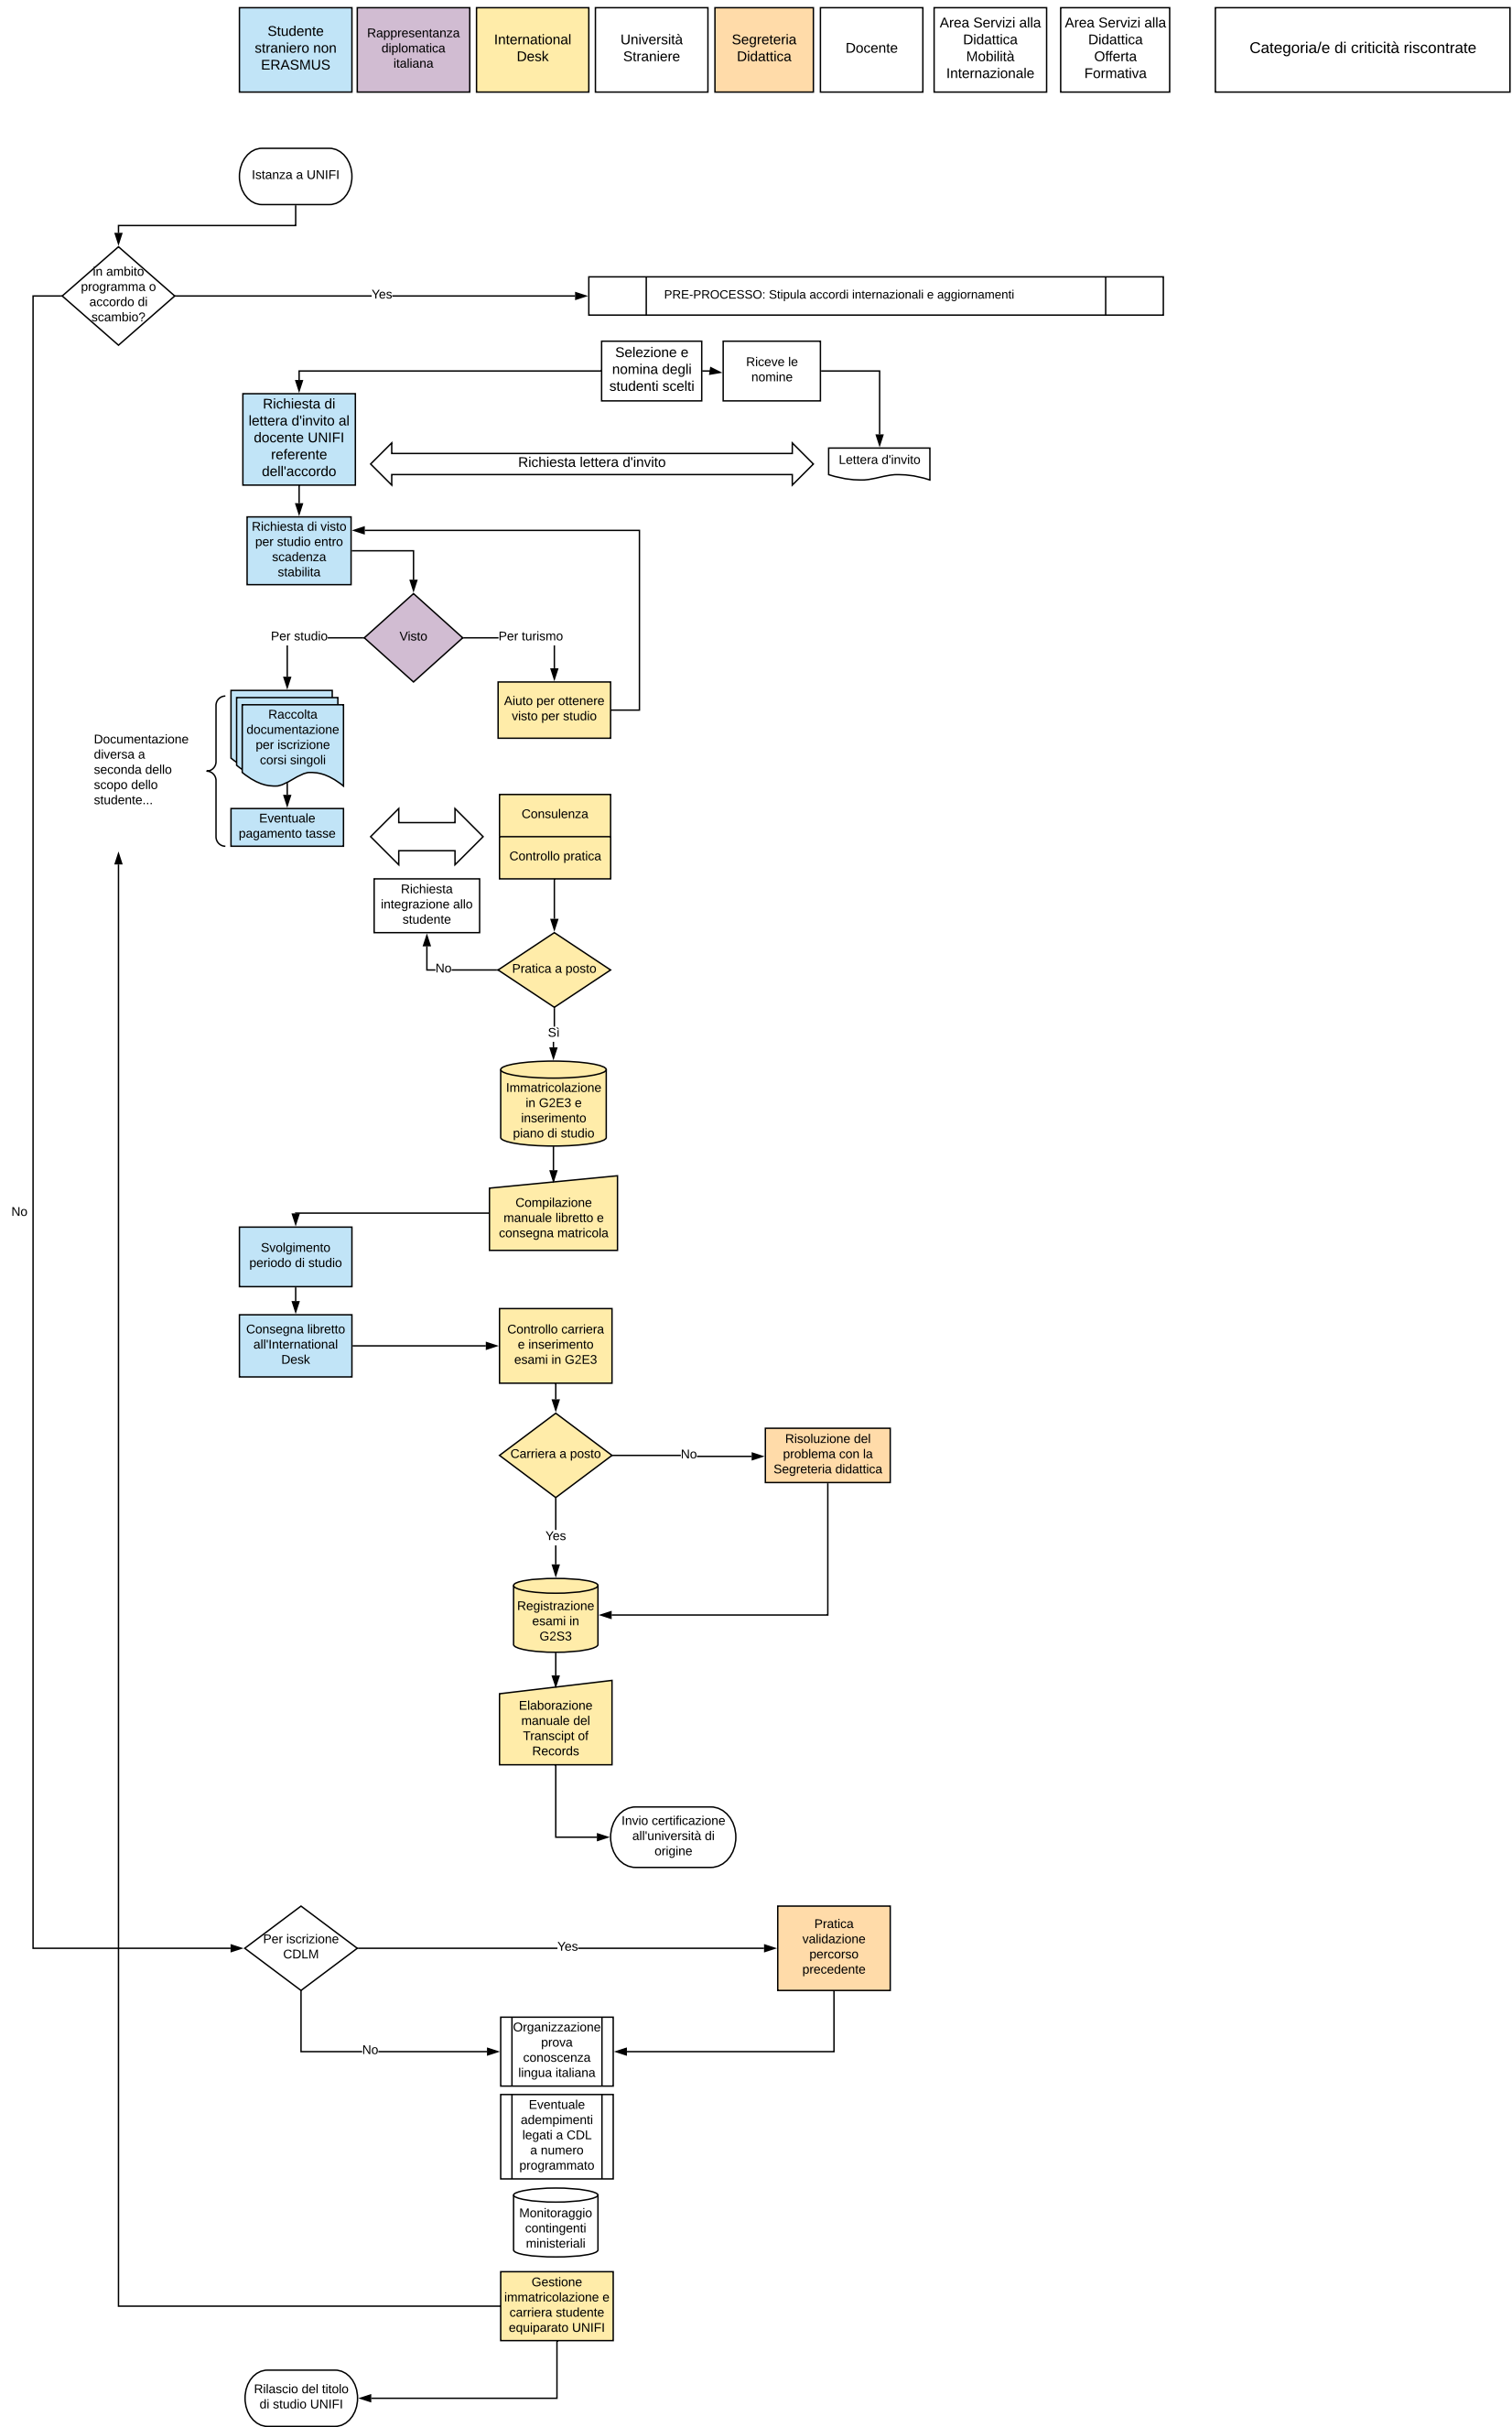 Studente
straniero non
ERASMUS
Rappresentanza
diplomatica
italiana
International
Desk
Università
Straniere
Segreteria
Didattica
Docente
Area Servizi alla
Didattica
Mobilità
Internazionale
Area Servizi alla
Didattica
Offerta
Formativa
Categoria/e di criticità riscontrate
Istanza a UNIFI
In ambito
programma o
accordo di
scambio?
Yes
PRE-PROCESSO: Stipula accordi internazionali e aggiornamenti
Selezione e
nomina degli
studenti scelti
Riceve le
nomine
Richiesta di
lettera d'invito al
docente UNIFI
referente
dell'accordo
Richiesta lettera d'invito
Lettera d'invito
Richiesta di visto
per studio entro
scadenza
stabilita
Visto
Per studio
Per turismo
Aiuto per ottenere
visto per studio
Raccolta
documentazione
per iscrizione
corsi singoli
Documentazione
diversa a
seconda dello
scopo dello
studente...
Eventuale
pagamento tasse
Consulenza
Controllo pratica
Richiesta
integrazione allo
studente
No
Pratica a posto
Sì
Immatricolazione
in G2E3 e
inserimento
piano di studio
Compilazione
manuale libretto e
consegna matricola
No
Svolgimento
periodo di studio
Consegna libretto
all'International
Desk
Controllo carriera
e inserimento
esami in G2E3
Carriera a posto
No
Risoluzione del
problema con la
Segreteria didattica
Yes
Registrazione
esami in
G2S3
Elaborazione
manuale del
Transcipt of
Records
Invio certificazione
all'università di
origine
Per iscrizione
CDLM
Yes
Pratica
validazione
percorso
precedente
No
Organizzazione
prova
conoscenza
lingua italiana
Eventuale
adempimenti
legati a CDL
a numero
programmato
Monitoraggio
contingenti
ministeriali
Gestione
immatricolazione e
carriera studente
equiparato UNIFI
Rilascio del titolo
di studio UNIFI